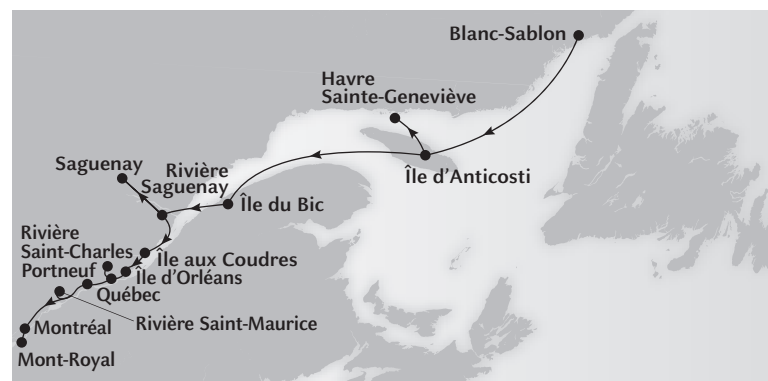 Blanc-Sablon
Havre
Sainte-Geneviève
Île d'Anticosti
Saguenay
Rivière
Saguenay
Île du Bic
Rivière
Saint-Charles
Portneuf
Île aux Coudres
Île d'Orléans
Québec
Rivière Saint-Maurice
Montréal
Mont-Royal